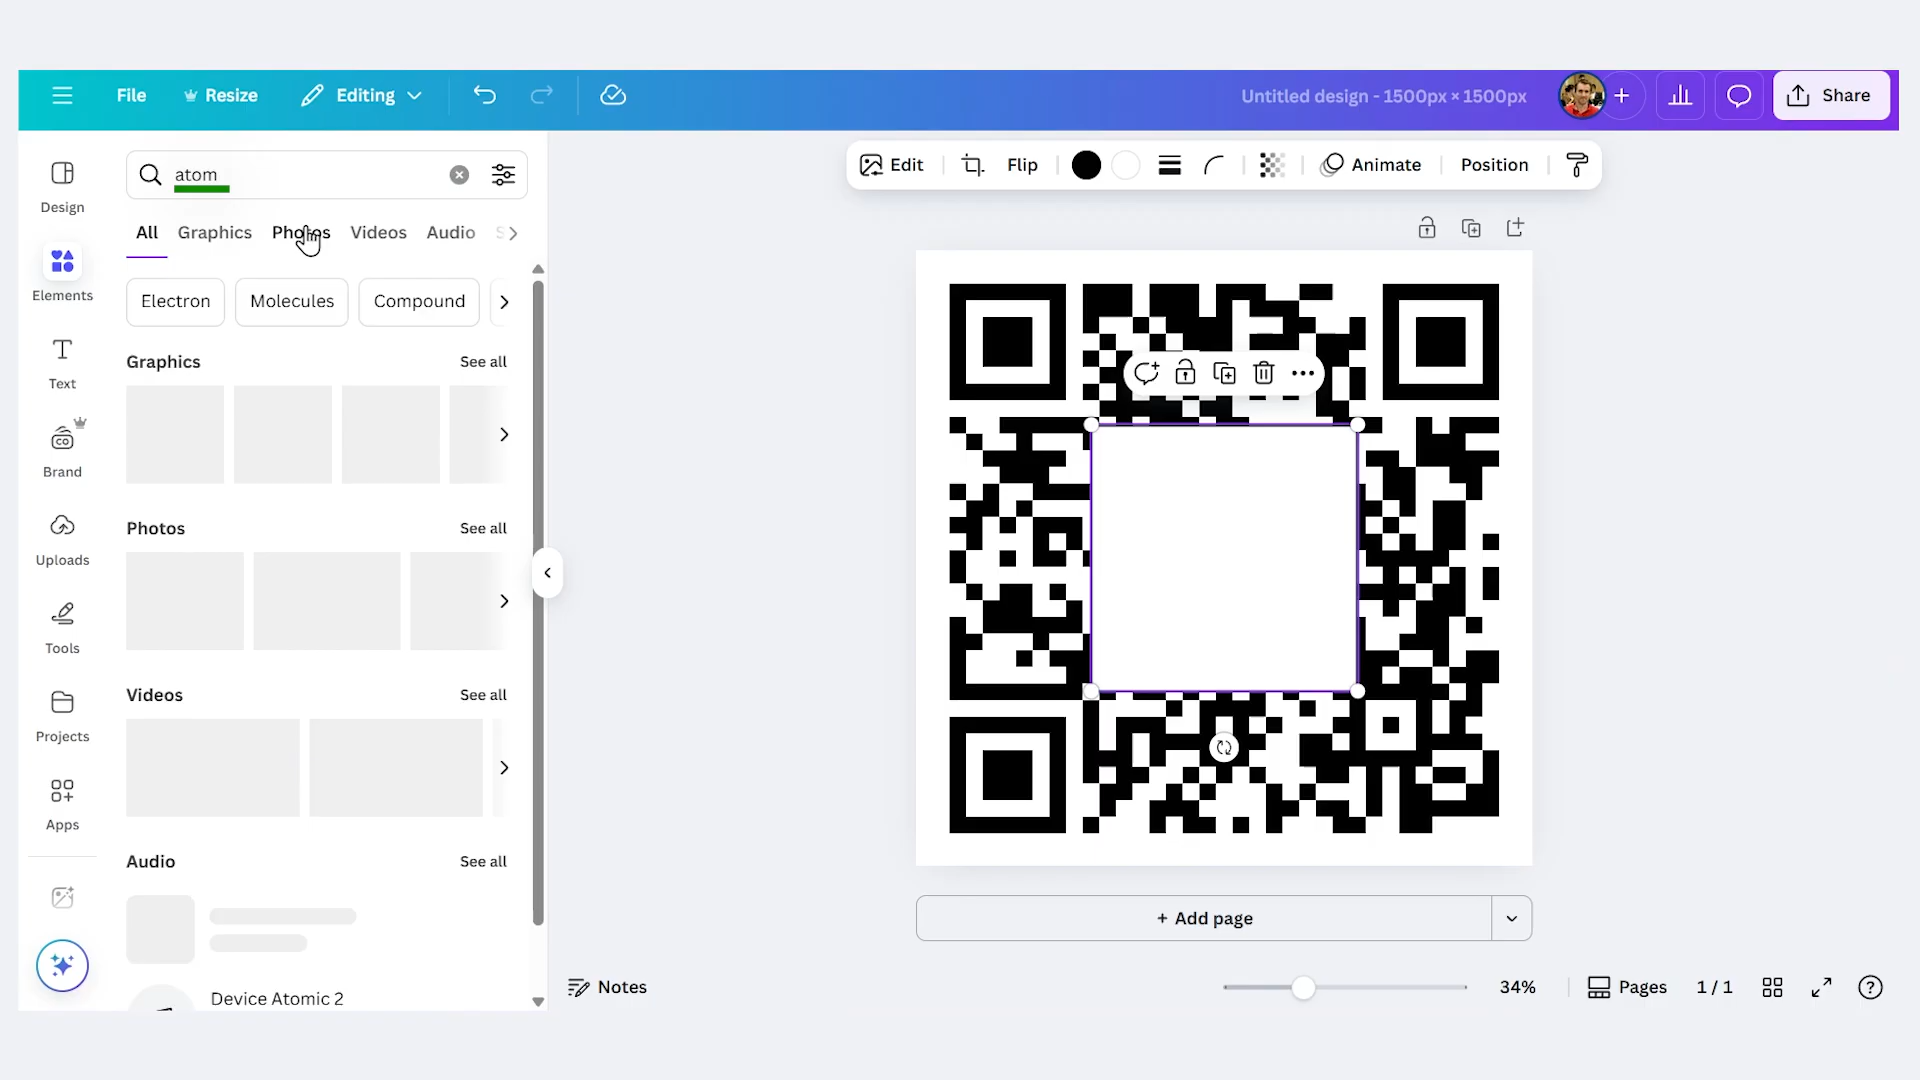 File
Resize
Editing
Untitled design - 1500px × 1500px
Share
Design
Elements
Text
Brand
Uploads
Tools
Projects
Apps
atom
All
Graphics
Photos
Videos
Audio
Electron
Molecules
Compound
Graphics
See all
Photos
See all
Videos
See all
Audio
See all
Device Atomic 2
Edit
Flip
Animate
Position
+ Add page
Notes
34%
Pages
1 / 1